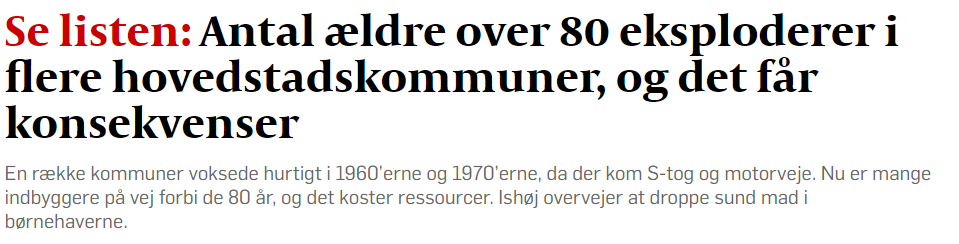 Se listen: Antal ældre over 80 eksploderer i
flere hovedstadskommuner, og det får
konsekvenser
En række kommuner voksede hurtigt i 1960'erne og 1970'erne, da der kom S-tog og motorveje. Nu er mange
indbyggere på vej forbi de 80 år, og det koster ressourcer. Ishøj overvejer at droppe sund mad i
børnehaverne.